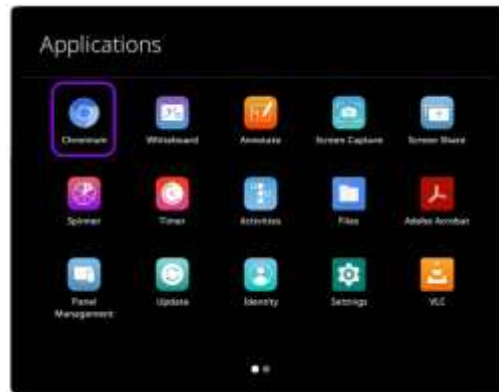 Applications
Chromium
Whiteboard
Annotate
Screen Capture
Screen Share
Spinner
Timer
Activities
Files
Adobe Acrobat
Panel
Management
Update
Identity
Settings
VLC